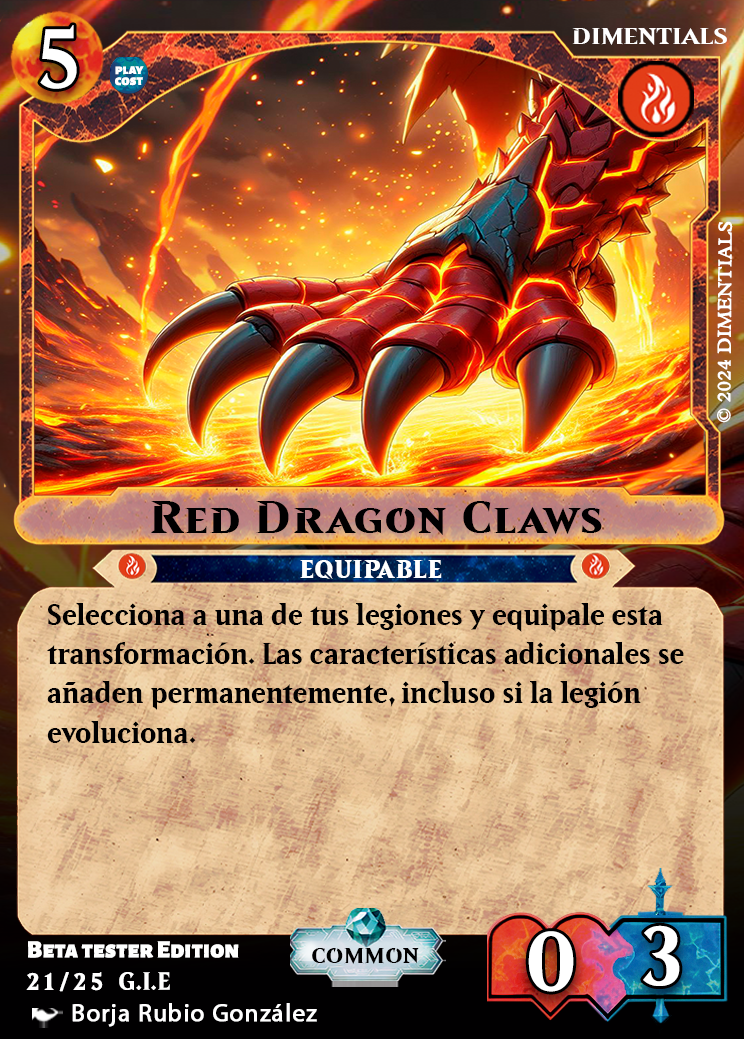 5
PLAY
COST
DIMENTIALS
© 2024 DIMENTIALS
RED DRAGON CLAWS
EQUIPABLE
Selecciona a una de tus legiones y equipale esta
transformación. Las características adicionales se
añaden permanentemente, incluso si la legión
evoluciona.
BETA TESTER EDITION
21/25 G.I.E
Borja Rubio González
COMMON
0
3